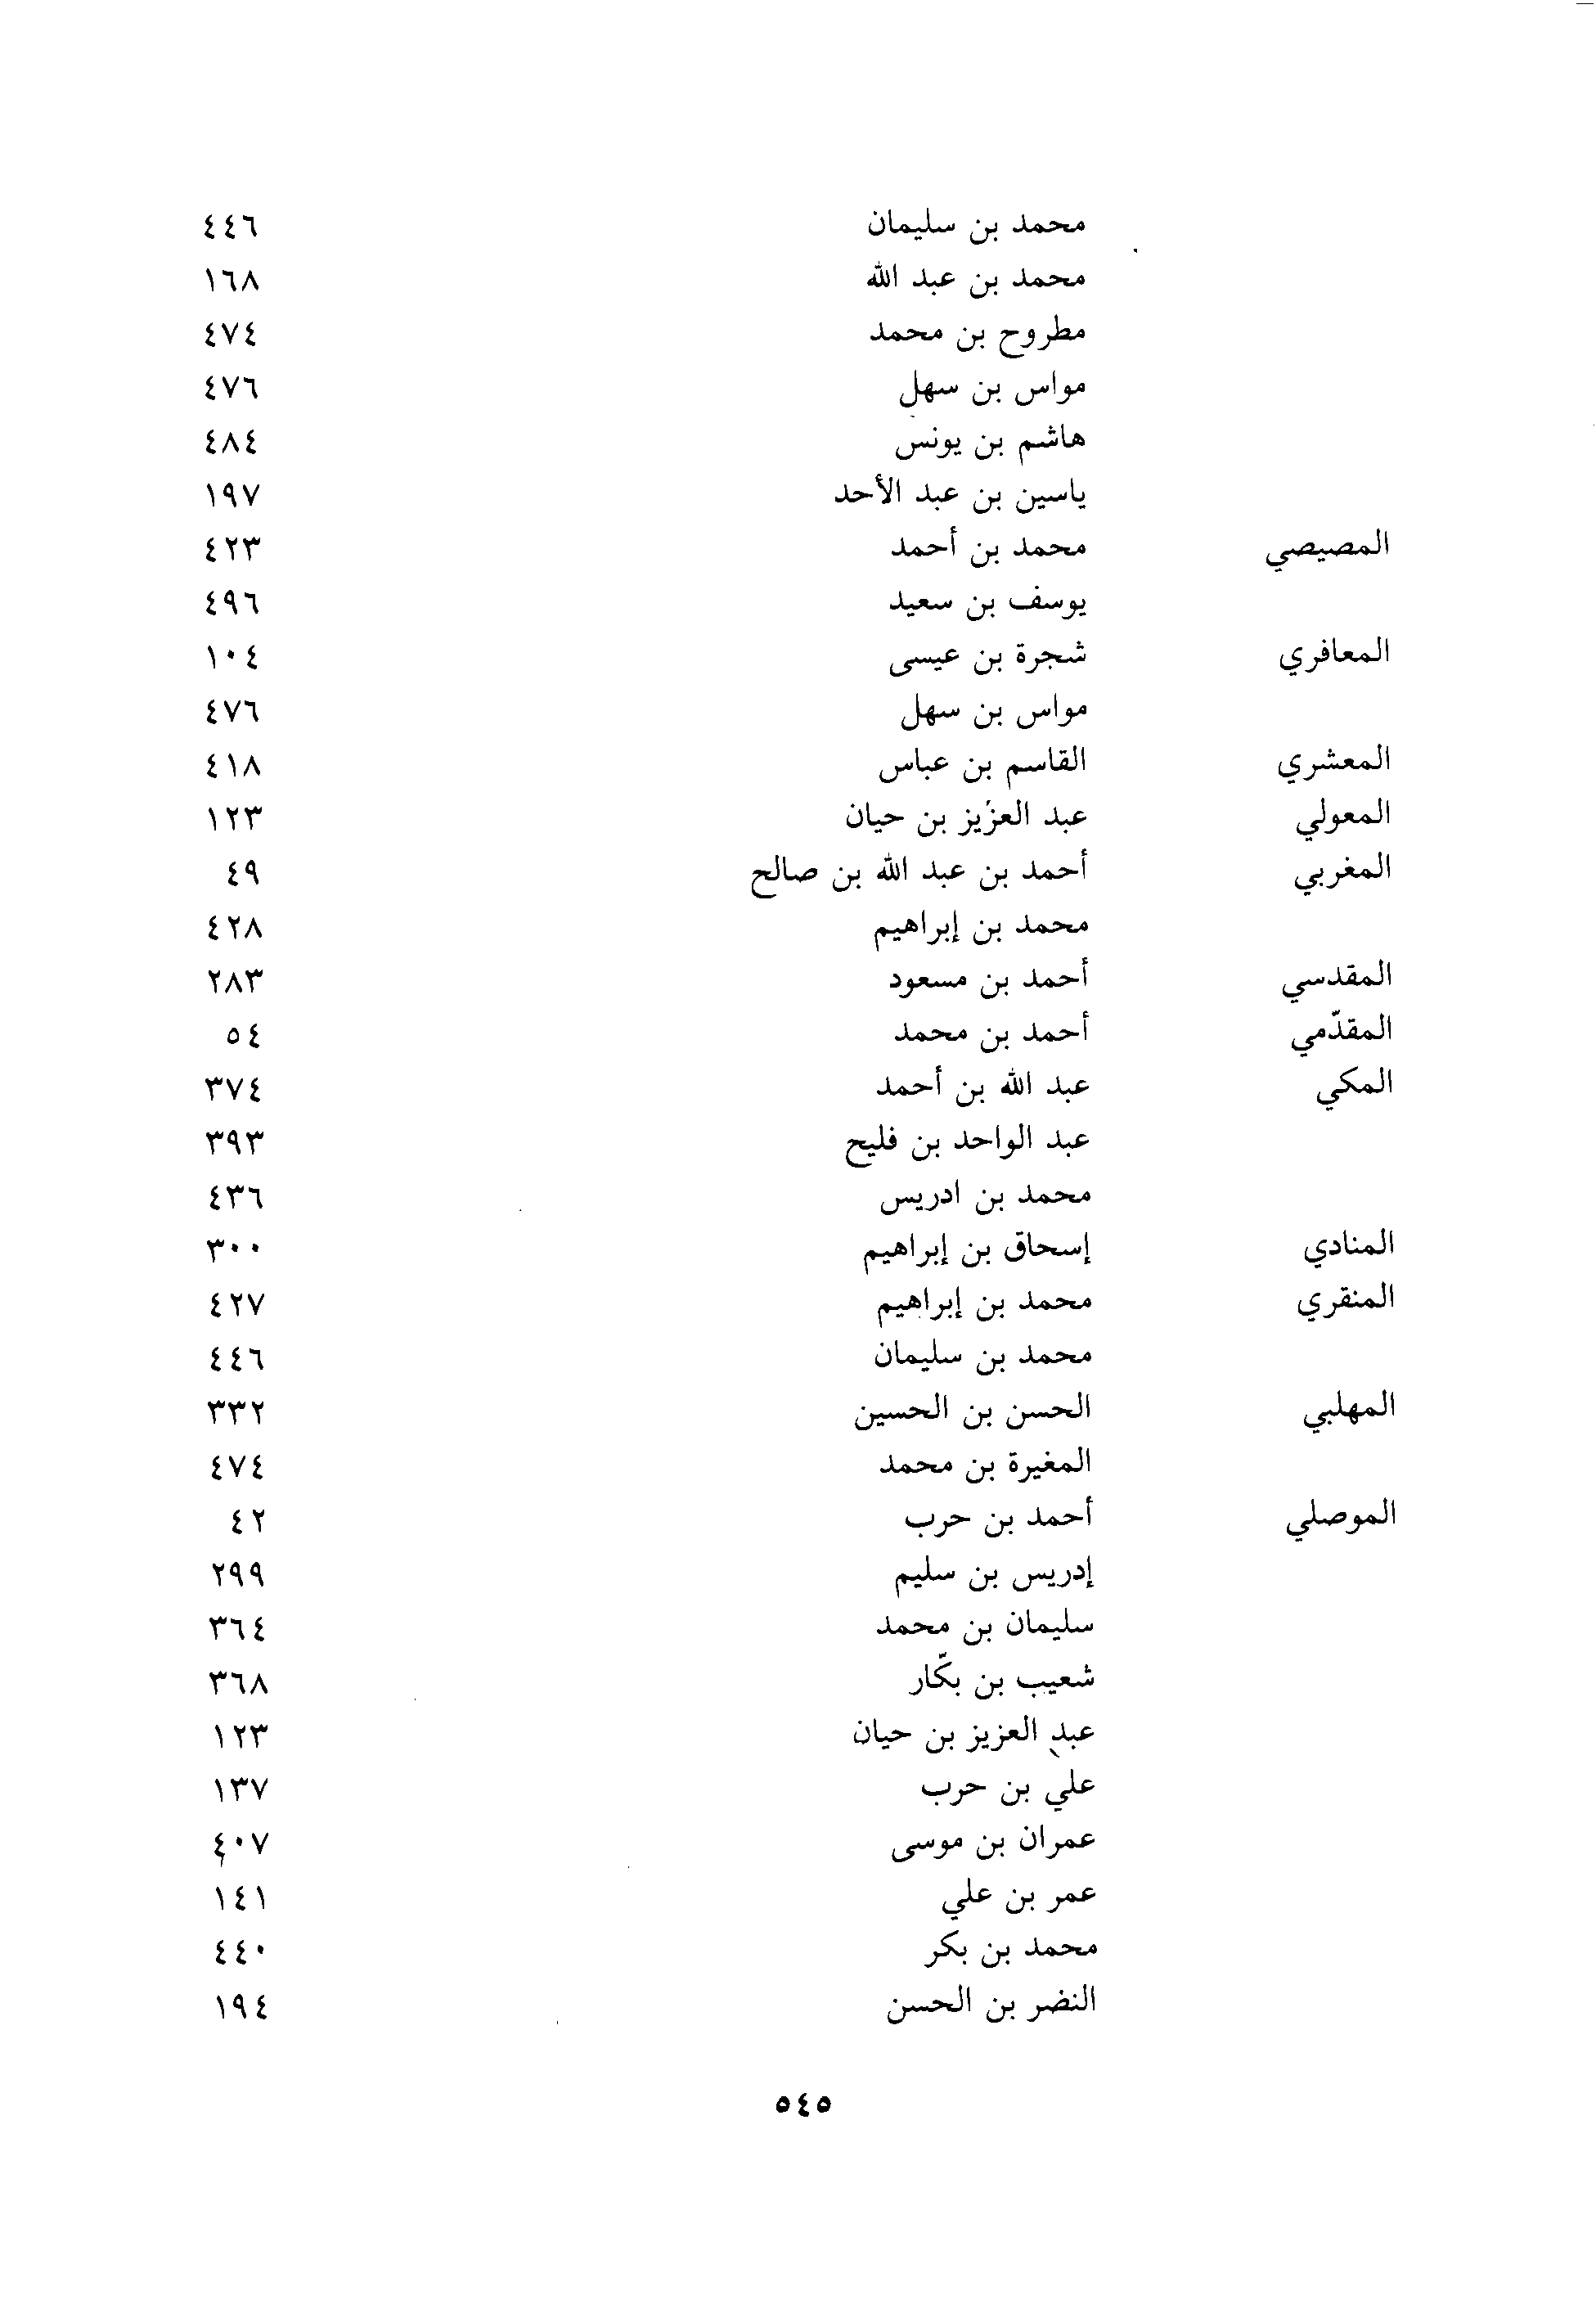 محمد بن سليمان ٤٤٦
محمد بن عبد الله ١٦٨
مطروح بن محمد ٤٧٤
مواس بن سهل ٤٧٦
هاشم بن يونس ٤٨٤
ياسين بن عبد الأحد ١٩٧
المصيصي محمد بن أحمد ٤٢٣
يوسف بن سعيد ٤٩٦
المعافري شجرة بن عيسى ١٠٤
مواس بن سهل ٤٧٦
المعشري القاسم بن عباس ٤١٨
المعولي عبد العزيز بن حيان ١٢٣
المغربي أحمد بن عبد الله بن صالح ٤٩
محمد بن إبراهيم ٤٢٨
المقدسي أحمد بن مسعود ٢٨٣
المقدّمي أحمد بن محمد ٥٤
المكي عبد الله بن أحمد ٣٧٤
عبد الواحد بن فليح ٣٩٣
محمد بن ادريس ٤٣٦
المنادي إسحاق بن إبراهيم ٣٠٠
المنقري محمد بن إبراهيم ٤٢٧
محمد بن سليمان ٤٤٦
المهلبي الحسن بن الحسين ٣٣٢
المغيرة بن محمد ٤٧٤
الموصلي أحمد بن حرب ٤٢
إدريس بن سليم ٢٩٩
سليمان بن محمد ٣٦٤
شعيب بن بكّار ٣٦٨
عبد العزيز بن حيان ١٢٣
علي بن حرب ١٣٧
عمران بن موسى ٤٠٧
عمر بن علي ١٤١
محمد بن بكر ٤٤٠
النضر بن الحسن ١٩٤
٥٤٥